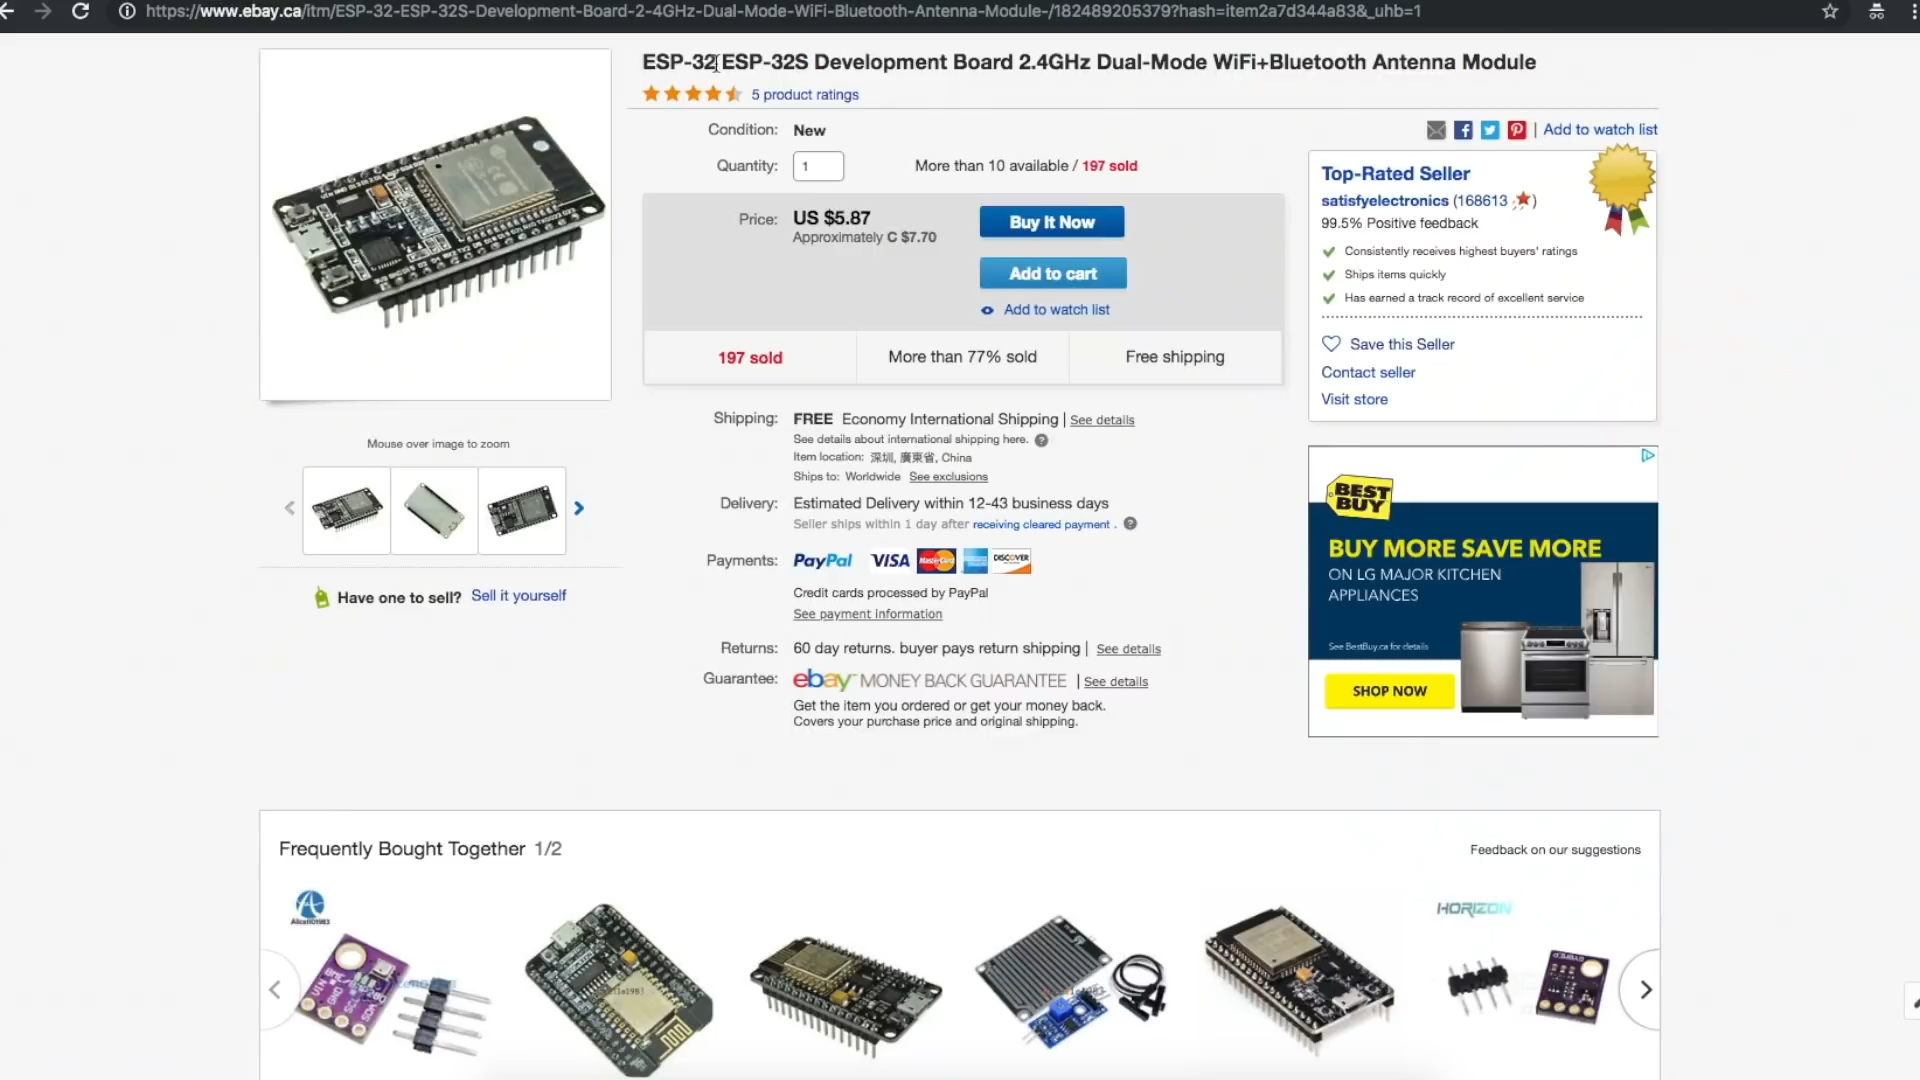 https://www.ebay.ca/itm/ESP-32-ESP-32S-Development-Board-2-4GHz-Dual-Mode-WiFi-Bluetooth-Antenna-Module-/182489205379?hash=item2a7d344a83&_uhb=1
ESP-32 ESP-32S Development Board 2.4GHz Dual-Mode WiFi+Bluetooth Antenna Module
5 product ratings
Condition: New
Quantity: 1 More than 10 available / 197 sold
Price: US $5.87
Approximately C $7.70
Buy It Now
Add to cart
Add to watch list
197 sold More than 77% sold Free shipping
Shipping: FREE Economy International Shipping | See details
See details about international shipping here. ?
Item location: 深圳, 廣東省, China
Ships to: Worldwide See exclusions
Delivery: Estimated Delivery within 12-43 business days
Seller ships within 1 day after receiving cleared payment . ?
Payments: PayPal VISA MasterCard DISCOVER
Credit cards processed by PayPal
See payment information
Returns: 60 day returns. buyer pays return shipping | See details
Guarantee: ebay MONEY BACK GUARANTEE | See details
Get the item you ordered or get your money back.
Covers your purchase price and original shipping.
| Add to watch list
Top-Rated Seller
satisfyelectronics (168613)
99.5% Positive feedback
Consistently receives highest buyers' ratings
Ships items quickly
Has earned a track record of excellent service
Save this Seller
Contact seller
Visit store
BEST BUY
BUY MORE SAVE MORE
ON LG MAJOR KITCHEN
APPLIANCES
See BestBuy.ca for details
SHOP NOW
Mouse over image to zoom
Have one to sell? Sell it yourself
Frequently Bought Together 1/2
Feedback on our suggestions
HORIZON